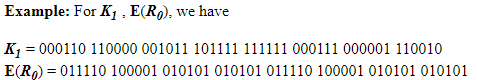 Example: For K₁ , E(R₀), we have
K₁ = 000110 110000 001011 101111 111111 000111 000001 110010
E(R₀) = 011110 100001 010101 010101 011110 100001 010101 010101